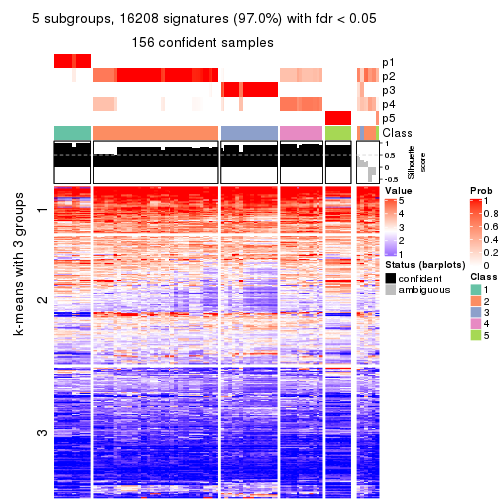 5 subgroups, 16208 signatures (97.0%) with fdr < 0.05
156 confident samples
p1
p2
p3
p4
p5
Class
1
0.5
0
-0.5
Silhouette
score
k-means with 3 groups
1
2
3
Value
5
4
3
2
1
Status (barplots)
confident
ambiguous
Prob
1
0.8
0.6
0.4
0.2
0
Class
1
2
3
4
5